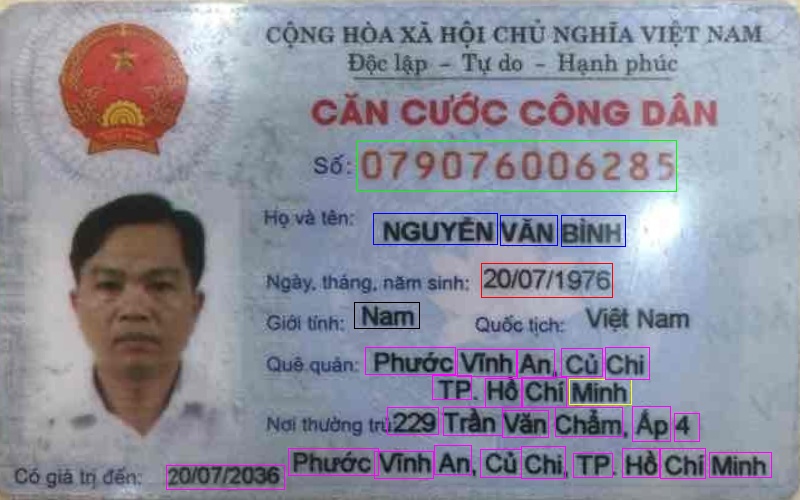 CỘNG HÒA XÃ HỘI CHỦ NGHĨA VIỆT NAM
Độc lập - Tự do - Hạnh phúc
CĂN CƯỚC CÔNG DÂN
Số: 079076006285
Họ và tên: NGUYỄN VĂN BÌNH
Ngày, tháng, năm sinh: 20/07/1976
Giới tính: Nam Quốc tịch: Việt Nam
Quê quán: Phước Vĩnh An, Củ Chi
TP. Hồ Chí Minh
Nơi thường trú: 229 Trần Văn Chẩm, Ấp 4
Phước Vĩnh An, Củ Chi, TP. Hồ Chí Minh
Có giá trị đến: 20/07/2036